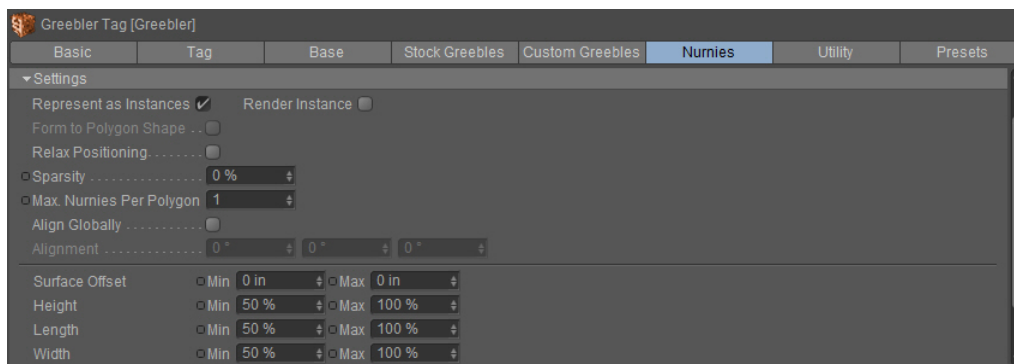 Greebler Tag [Greebler]
Basic Tag Base Stock Greebles Custom Greebles Nurnies Utility Presets
Settings
Represent as Instances Render Instance
Form to Polygon Shape . .
Relax Positioning. . . . . . . .
Sparsity . . . . . . . . . . . . . . . . 0 %
Max. Nurnies Per Polygon 1
Align Globally . . . . . . . . . . .
Alignment . . . . . . . . . . . . . . 0 ° 0 ° 0 °
Surface Offset Min 0 in Max 0 in
Height Min 50 % Max 100 %
Length Min 50 % Max 100 %
Width Min 50 % Max 100 %